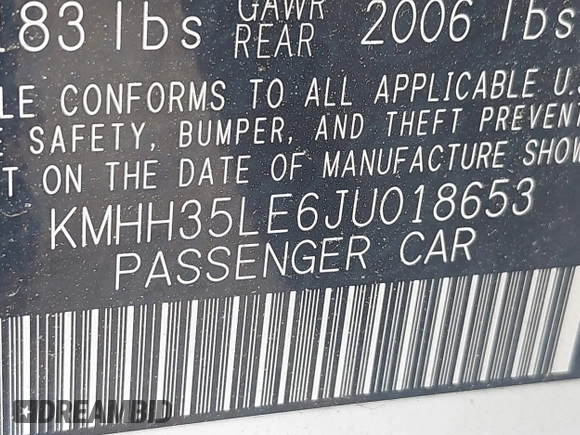 83 lbs GAWR REAR 2006 lbs
LE CONFORMS TO ALL APPLICABLE U.
SAFETY, BUMPER, AND THEFT PREVENT
ON THE DATE OF MANUFACTURE SHOW
KMHH35LE6JU018653
PASSENGER CAR
DREAMBID